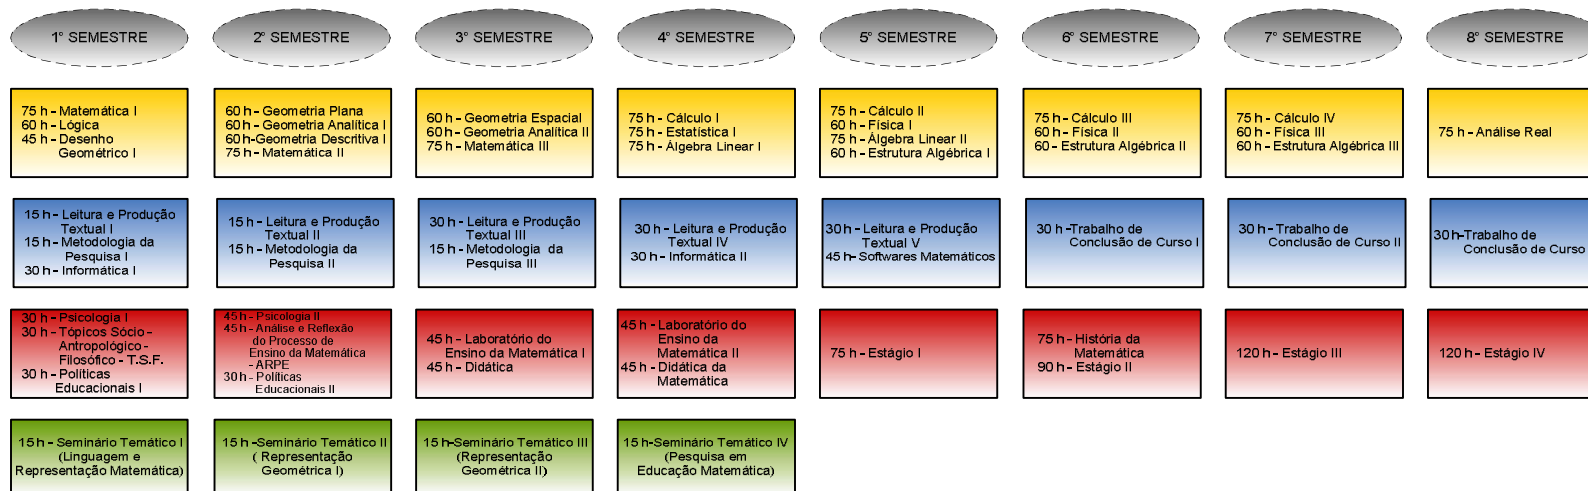 1° SEMESTRE
2° SEMESTRE
3° SEMESTRE
4° SEMESTRE
5° SEMESTRE
6° SEMESTRE
7° SEMESTRE
8° SEMESTRE
75 h - Matemática I
60 h - Lógica
45 h - Desenho
Geométrico I
60 h - Geometria Plana
60 h - Geometria Analítica I
60 h-Geometria Descritiva I
75 h - Matemática II
60 h - Geometria Espacial
60 h - Geometria Analítica II
75 h - Matemática III
75 h - Cálculo I
75 h - Estatística I
75 h - Álgebra Linear I
75 h - Cálculo II
60 h - Física I
75 h - Álgebra Linear II
60 h - Estrutura Algébrica I
75 h - Cálculo III
60 h - Física II
60 - Estrutura Algébrica II
75 h - Cálculo IV
60 h - Física III
60 h - Estrutura Algébrica III
75 h - Análise Real
15 h - Leitura e Produção
Textual I
15 h - Metodologia da
Pesquisa I
30 h - Informática I
15 h - Leitura e Produção
Textual II
15 h - Metodologia da
Pesquisa II
30 h - Leitura e Produção
Textual III
15 h - Metodologia da
Pesquisa III
30 h - Leitura e Produção
Textual IV
30 h - Informática II
30 h - Leitura e Produção
Textual V
45 h- Softwares Matemáticos
30 h -Trabalho de
Conclusão de Curso I
30 h - Trabalho de
Conclusão de Curso II
30 h-Trabalho de
Conclusão de Curso
30 h - Psicologia I
30 h - Tópicos Sócio -
Antropológico -
Filosófico - T.S.F.
30 h - Políticas
Educacionais I
45 h - Psicologia II
45 h - Análise e Reflexão
do Processo de
Ensino da Matemática
- ARPE
30 h - Políticas
Educacionais II
45 h - Laboratório do
Ensino da Matemática I
45 h - Didática
45 h - Laboratório do
Ensino da
Matemática II
45 h - Didática da
Matemática
75 h - Estágio I
75 h - História da
Matemática
90 h - Estágio II
120 h - Estágio III
120 h - Estágio IV
15 h - Seminário Temático I
(Linguagem e
Representação Matemática)
15 h -Seminário Temático II
( Representação
Geométrica I)
15 h-Seminário Temático III
(Representação
Geométrica II)
15 h-Seminário Temático IV
(Pesquisa em
Educação Matemática)